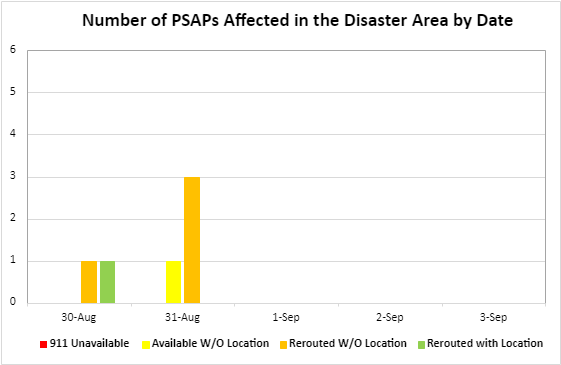 Number of PSAPs Affected in the Disaster Area by Date
6
5
4
3
2
1
0
30-Aug 31-Aug 1-Sep 2-Sep 3-Sep
911 Unavailable Available W/O Location Rerouted W/O Location Rerouted with Location